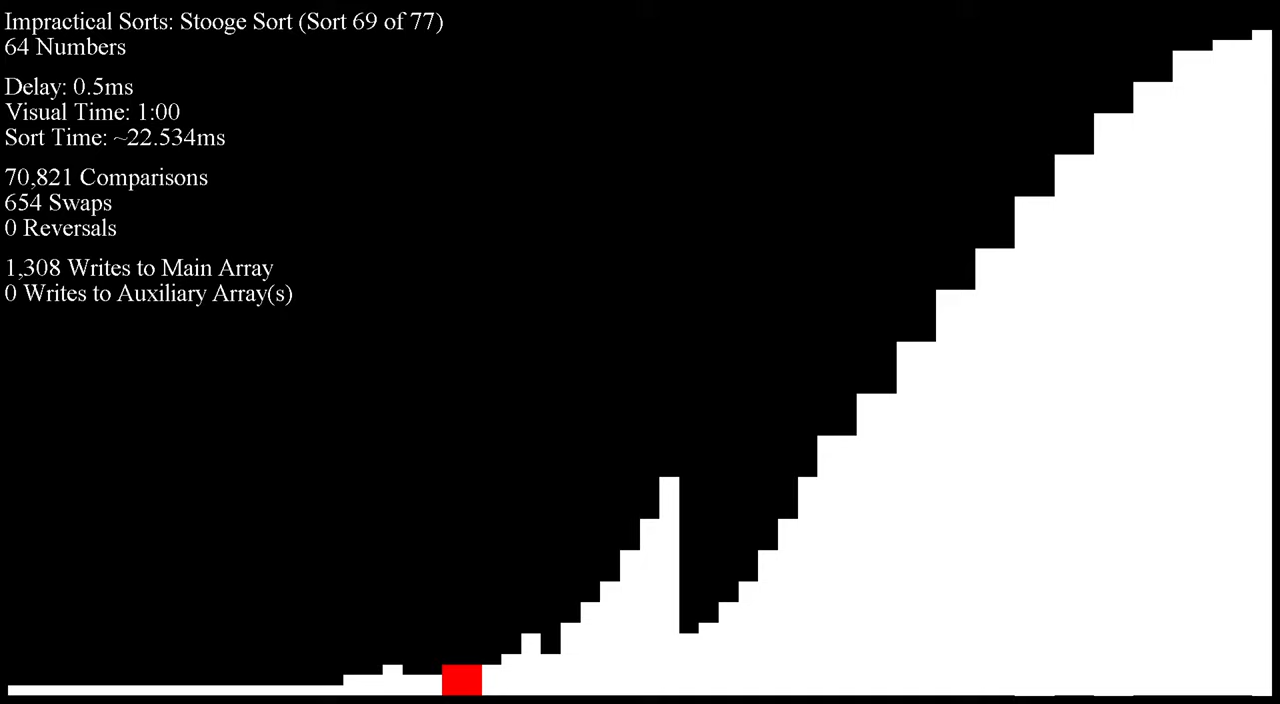 Impractical Sorts: Stooge Sort (Sort 69 of 77)
64 Numbers
Delay: 0.5ms
Visual Time: 1:00
Sort Time: ~22.534ms
70,821 Comparisons
654 Swaps
0 Reversals
1,308 Writes to Main Array
0 Writes to Auxiliary Array(s)